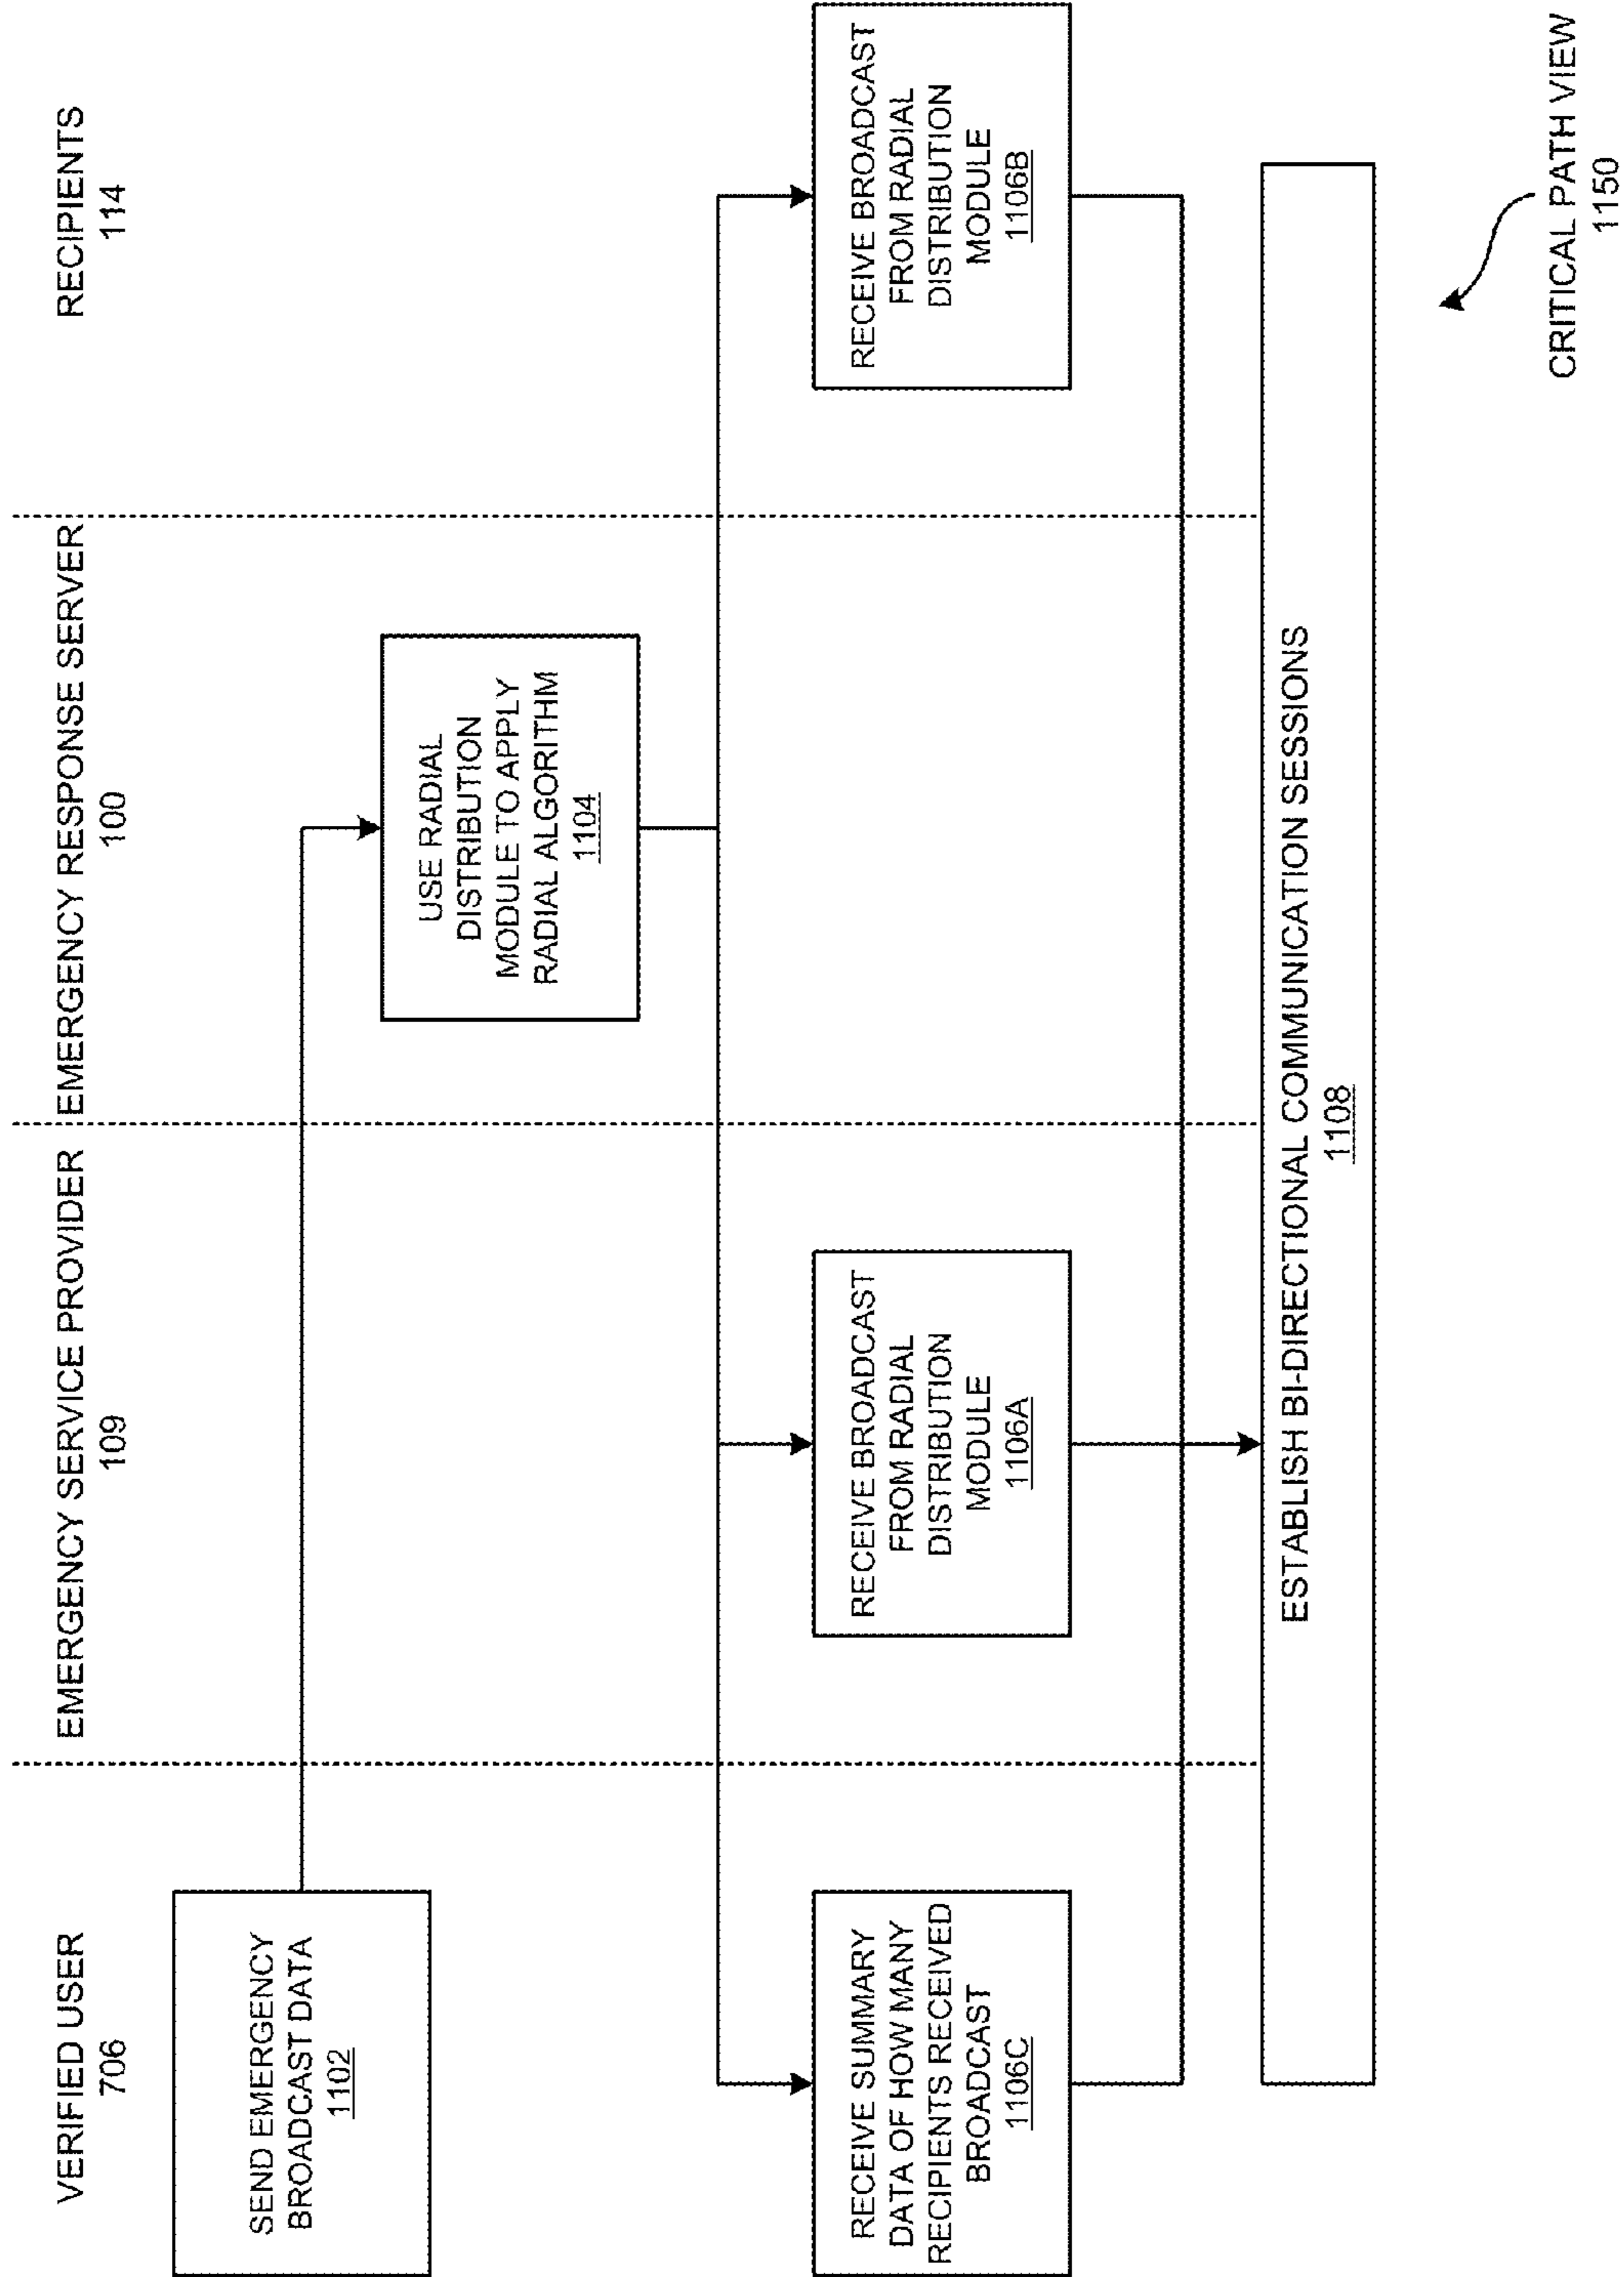 VERIFIED USER
706
EMERGENCY SERVICE PROVIDER
109
EMERGENCY RESPONSE SERVER
100
RECIPIENTS
114
SEND EMERGENCY
BROADCAST DATA
1102
USE RADIAL
DISTRIBUTION
MODULE TO APPLY
RADIAL ALGORITHM
1104
RECEIVE SUMMARY
DATA OF HOW MANY
RECIPIENTS RECEIVED
BROADCAST
1106C
RECEIVE BROADCAST
FROM RADIAL
DISTRIBUTION
MODULE
1106A
RECEIVE BROADCAST
FROM RADIAL
DISTRIBUTION
MODULE
1106B
ESTABLISH BI-DIRECTIONAL COMMUNICATION SESSIONS
1108
CRITICAL PATH VIEW
1150